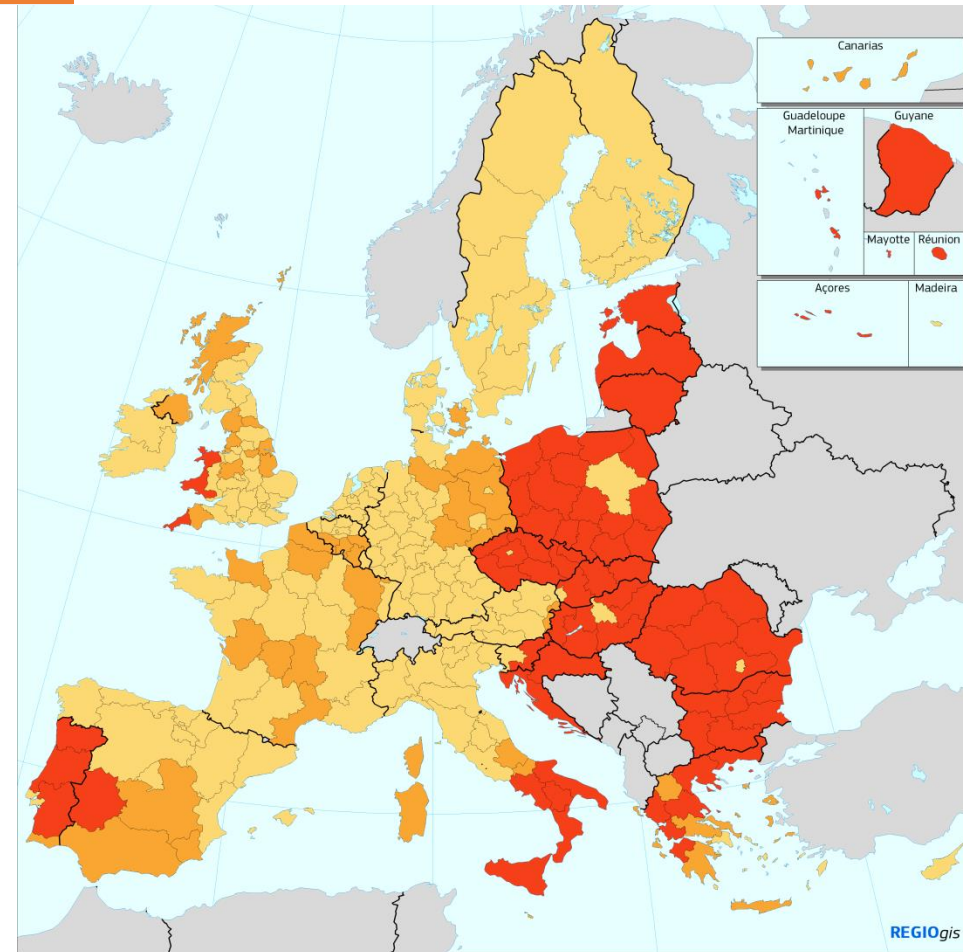 Canarias
Guadeloupe
Martinique
Guyane
Mayotte
Réunion
Açores
Madeira
REGIOgis